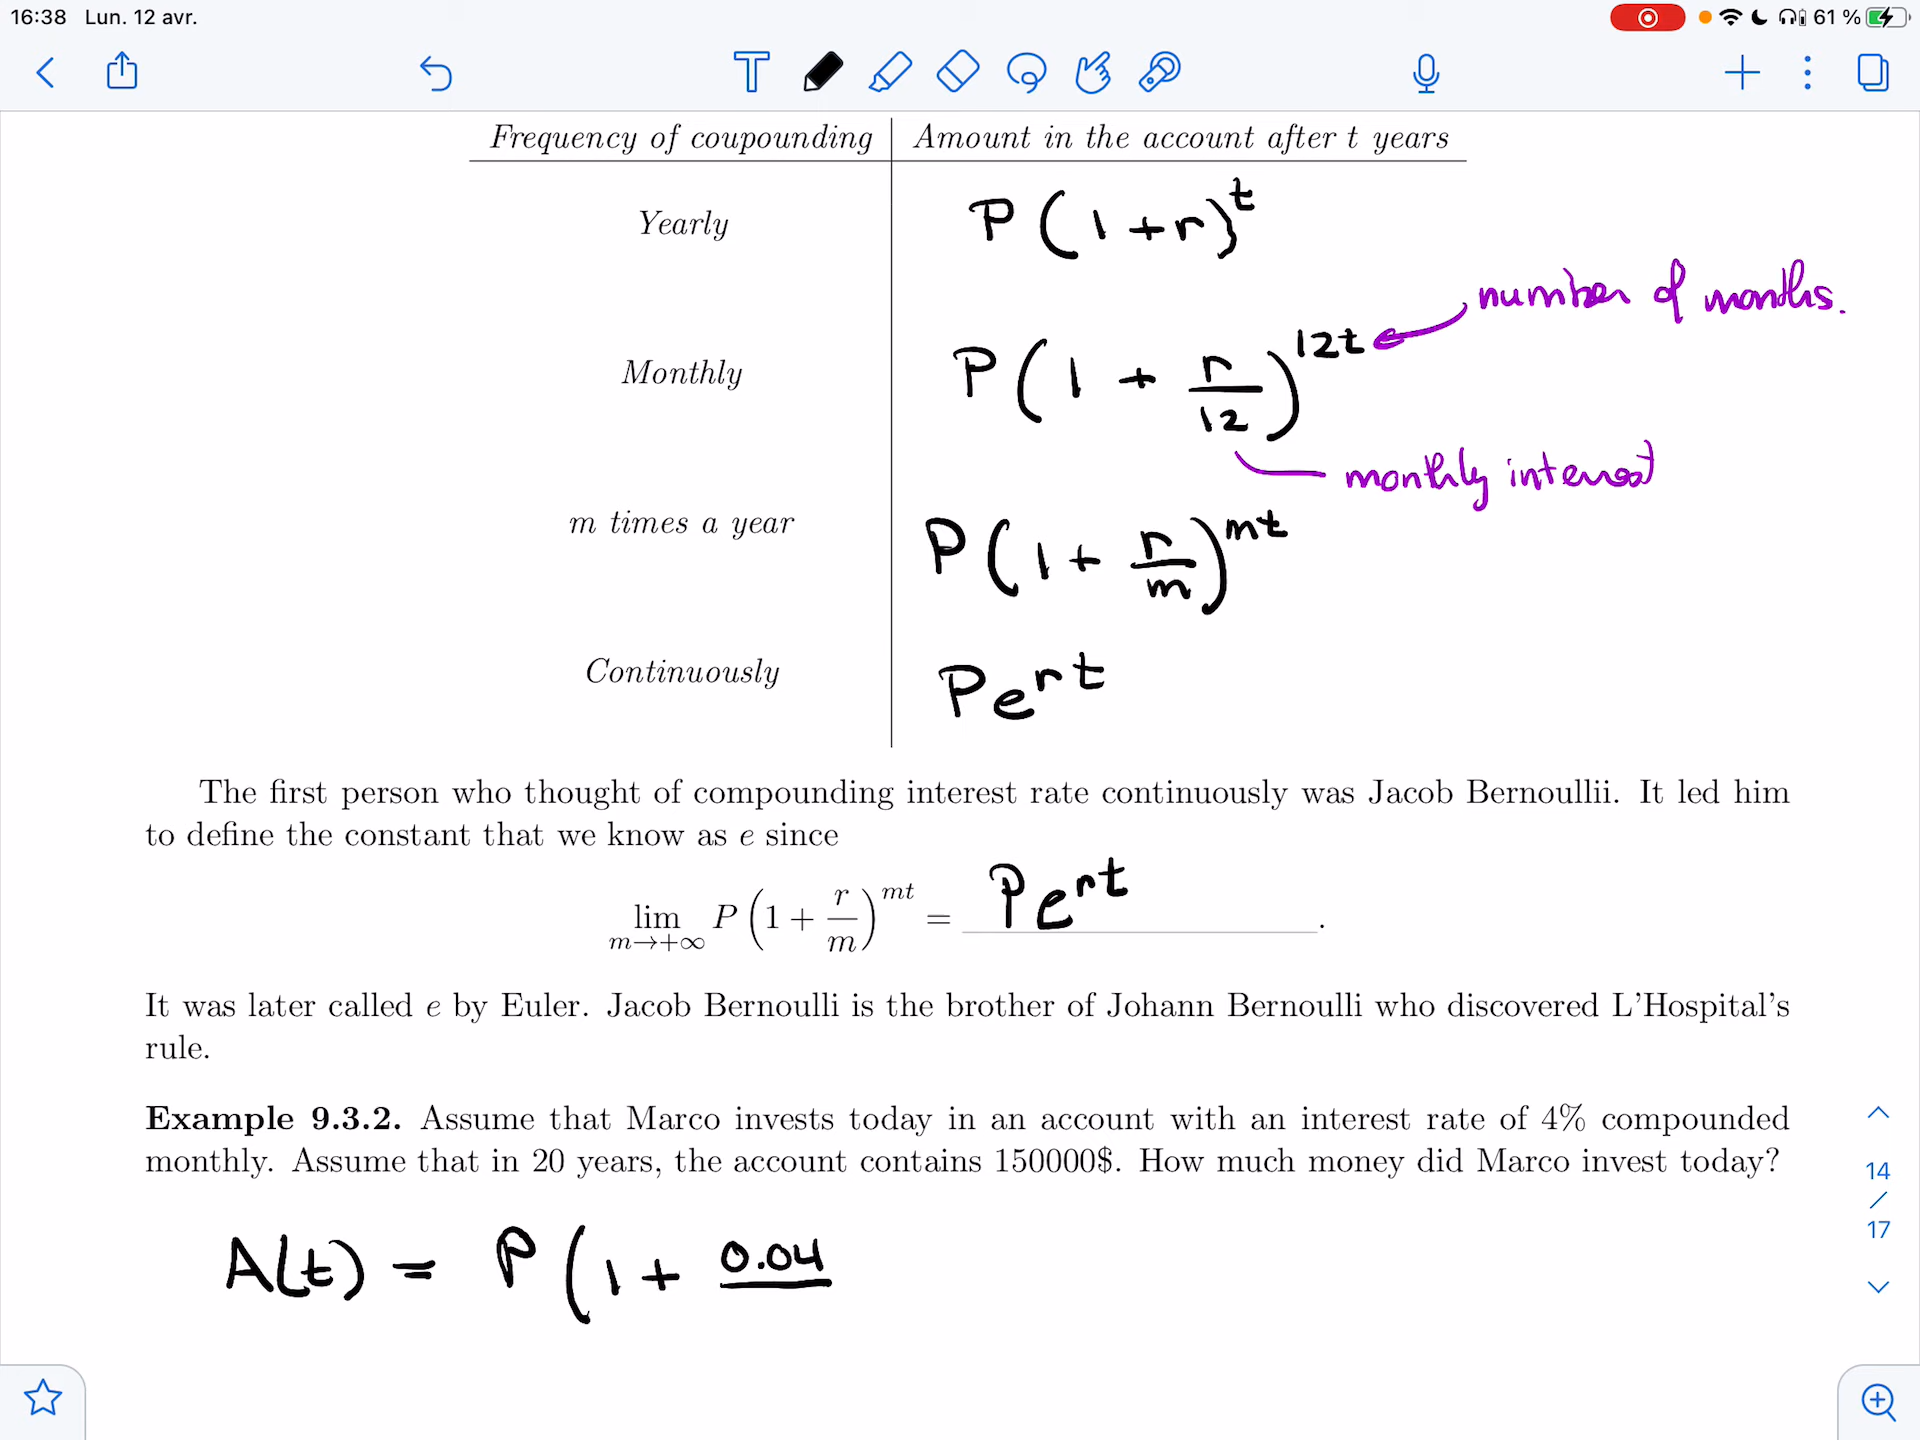 16:38 Lun. 12 avr. 61 %
T
Frequency of coupounding Amount in the account after t years
Yearly P(1+r)^t
number of months.
Monthly P(1 + r/12)^12t
monthly interest
m times a year P(1+ r/m)^mt
Continuously Pe^rt
The first person who thought of compounding interest rate continuously was Jacob Bernoullii. It led him
to define the constant that we know as e since
lim m→+∞ P(1 + r/m)^mt = Pe^rt .
It was later called e by Euler. Jacob Bernoulli is the brother of Johann Bernoulli who discovered L'Hospital's
rule.
Example 9.3.2. Assume that Marco invests today in an account with an interest rate of 4% compounded
monthly. Assume that in 20 years, the account contains 150000$. How much money did Marco invest today?
14
/
17
A(t) = P(1+ 0.04